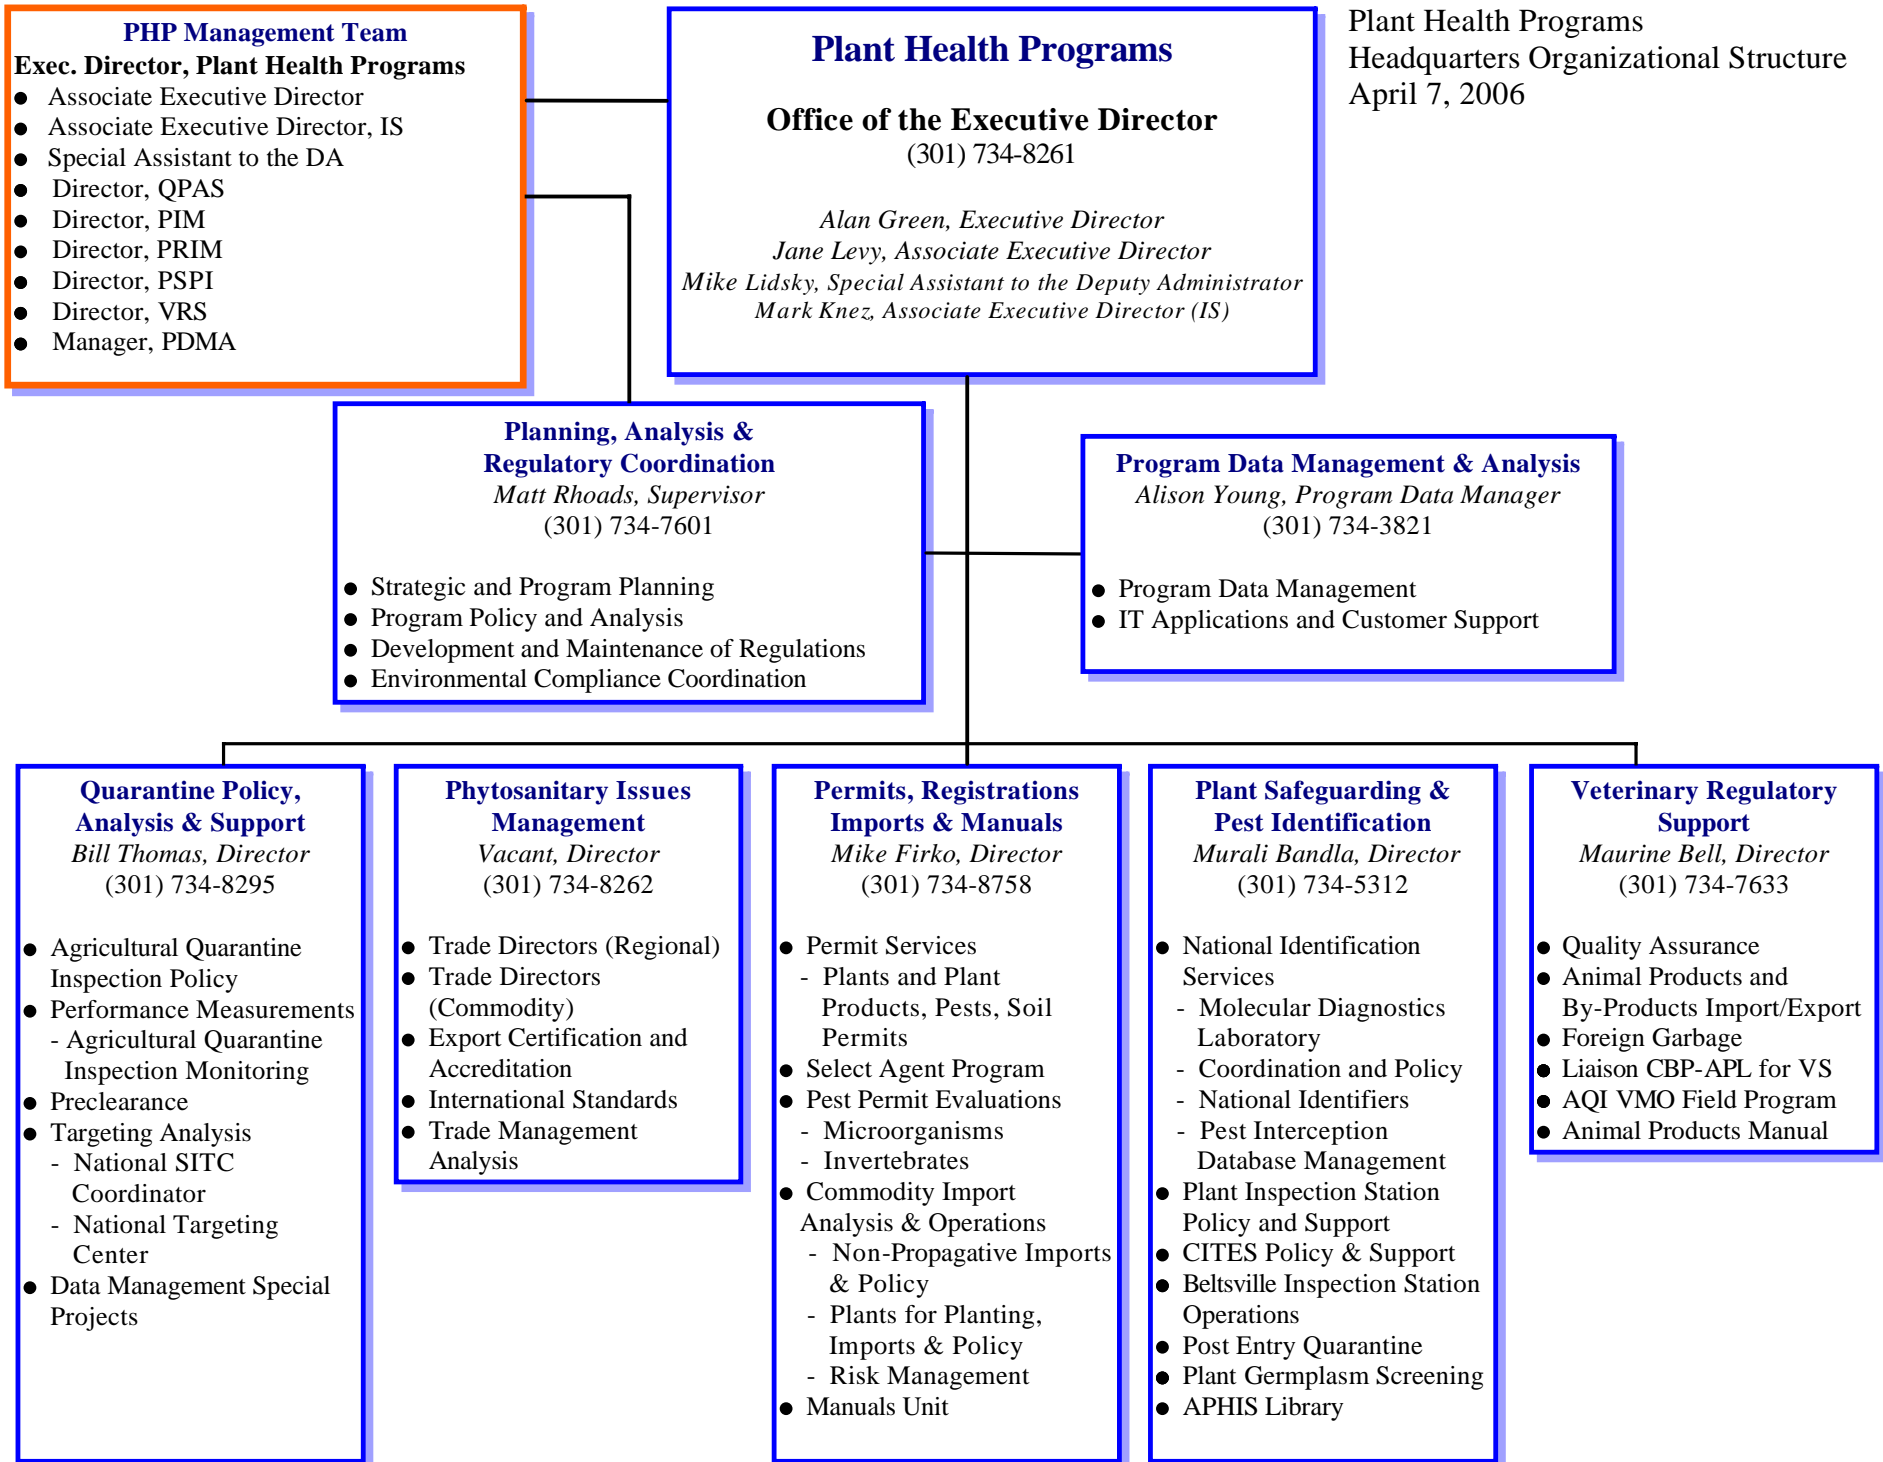 PHP Management Team
Exec. Director, Plant Health Programs
● Associate Executive Director
● Associate Executive Director, IS
● Special Assistant to the DA
● Director, QPAS
● Director, PIM
● Director, PRIM
● Director, PSPI
● Director, VRS
● Manager, PDMA
Plant Health Programs
Office of the Executive Director
(301) 734-8261
Alan Green, Executive Director
Jane Levy, Associate Executive Director
Mike Lidsky, Special Assistant to the Deputy Administrator
Mark Knez, Associate Executive Director (IS)
Plant Health Programs
Headquarters Organizational Structure
April 7, 2006
Planning, Analysis &
Regulatory Coordination
Matt Rhoads, Supervisor
(301) 734-7601
● Strategic and Program Planning
● Program Policy and Analysis
● Development and Maintenance of Regulations
● Environmental Compliance Coordination
Program Data Management & Analysis
Alison Young, Program Data Manager
(301) 734-3821
● Program Data Management
● IT Applications and Customer Support
Quarantine Policy,
Analysis & Support
Bill Thomas, Director
(301) 734-8295
● Agricultural Quarantine
Inspection Policy
● Performance Measurements
- Agricultural Quarantine
Inspection Monitoring
● Preclearance
● Targeting Analysis
- National SITC
Coordinator
- National Targeting
Center
● Data Management Special
Projects
Phytosanitary Issues
Management
Vacant, Director
(301) 734-8262
● Trade Directors (Regional)
● Trade Directors
(Commodity)
● Export Certification and
Accreditation
● International Standards
● Trade Management
Analysis
Permits, Registrations
Imports & Manuals
Mike Firko, Director
(301) 734-8758
● Permit Services
- Plants and Plant
Products, Pests, Soil
Permits
● Select Agent Program
● Pest Permit Evaluations
- Microorganisms
- Invertebrates
● Commodity Import
Analysis & Operations
- Non-Propagative Imports
& Policy
- Plants for Planting,
Imports & Policy
- Risk Management
● Manuals Unit
Plant Safeguarding &
Pest Identification
Murali Bandla, Director
(301) 734-5312
● National Identification
Services
- Molecular Diagnostics
Laboratory
- Coordination and Policy
- National Identifiers
- Pest Interception
Database Management
● Plant Inspection Station
Policy and Support
● CITES Policy & Support
● Beltsville Inspection Station
Operations
● Post Entry Quarantine
● Plant Germplasm Screening
● APHIS Library
Veterinary Regulatory
Support
Maurine Bell, Director
(301) 734-7633
● Quality Assurance
● Animal Products and
By-Products Import/Export
● Foreign Garbage
● Liaison CBP-APL for VS
● AQI VMO Field Program
● Animal Products Manual